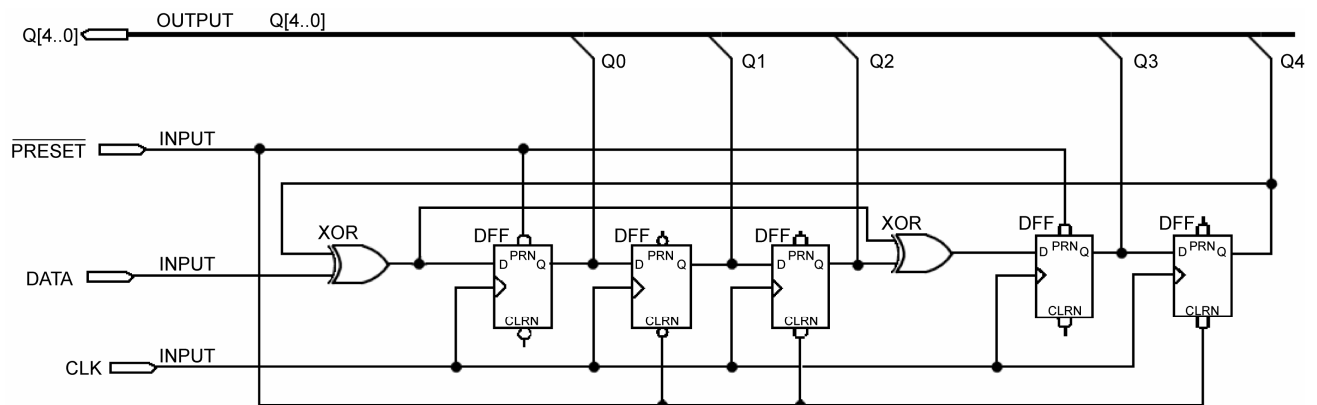 OUTPUT Q[4..0]
Q[4..0]
Q0 Q1 Q2 Q3 Q4
PRESET INPUT
XOR DFF DFF DFF XOR DFF DFF
D PRN Q D PRN Q D PRN Q D PRN Q D PRN Q
DATA INPUT
CLRN CLRN CLRN CLRN CLRN
CLK INPUT